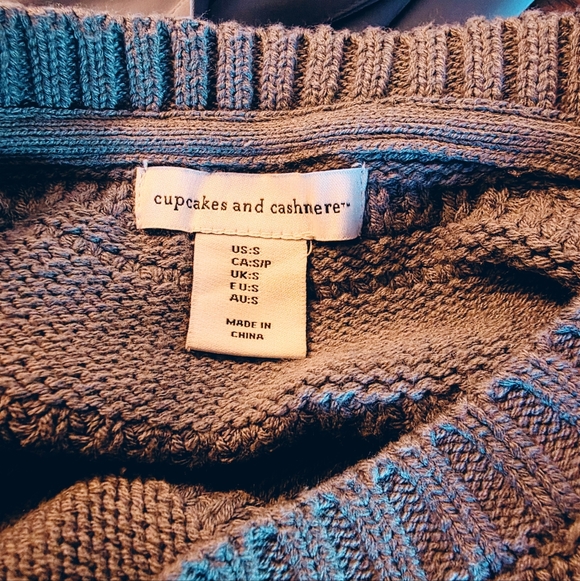 cupcakes and cashmere™
US:S
CA:S/P
UK:S
EU:S
AU:S
MADE IN
CHINA